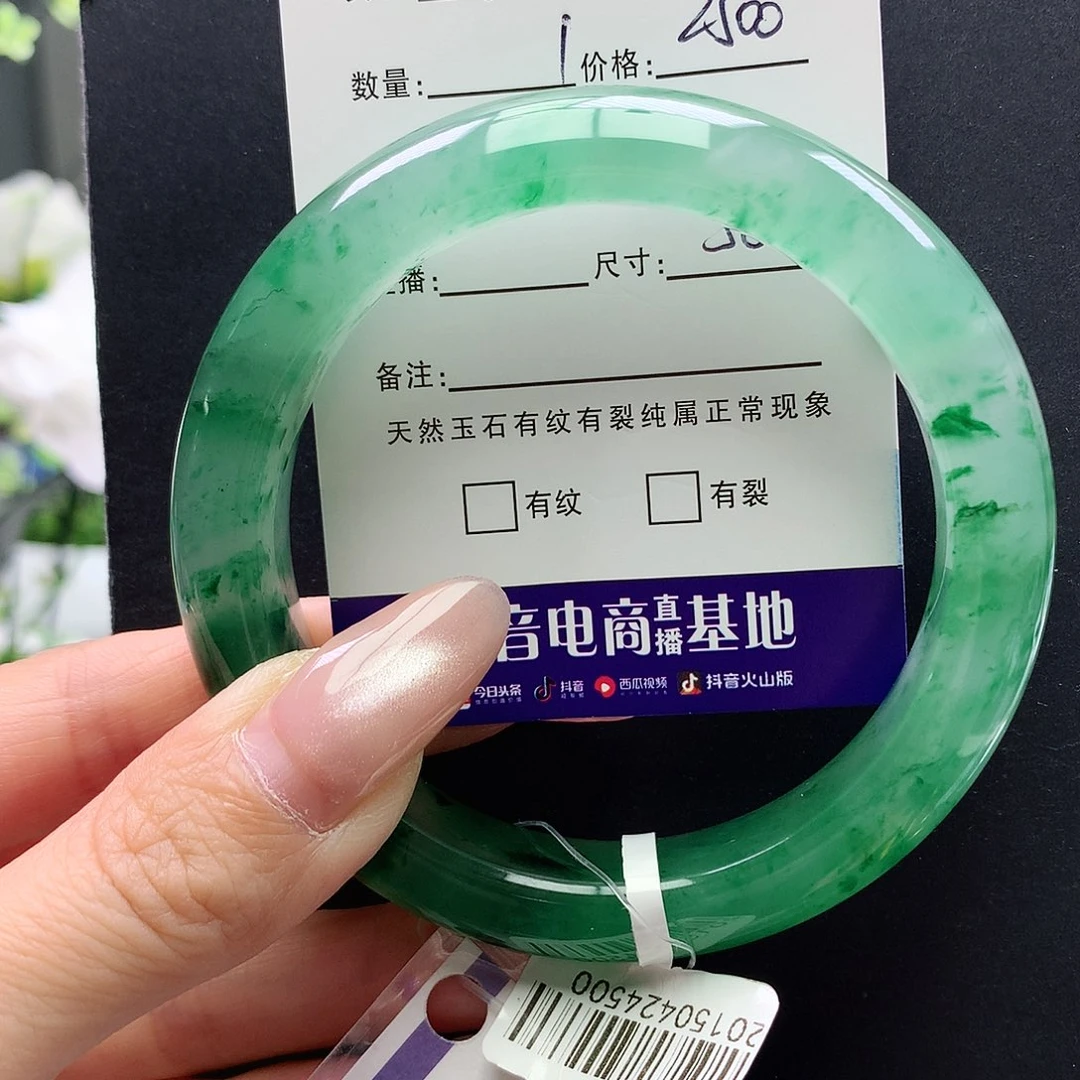 数量: 1 价格: 2500
播: 尺寸:
备注:
天然玉石有纹有裂纯属正常现象
有纹 有裂
音电商直播基地
今日头条 抖音 西瓜视频 抖音火山版
20150424500